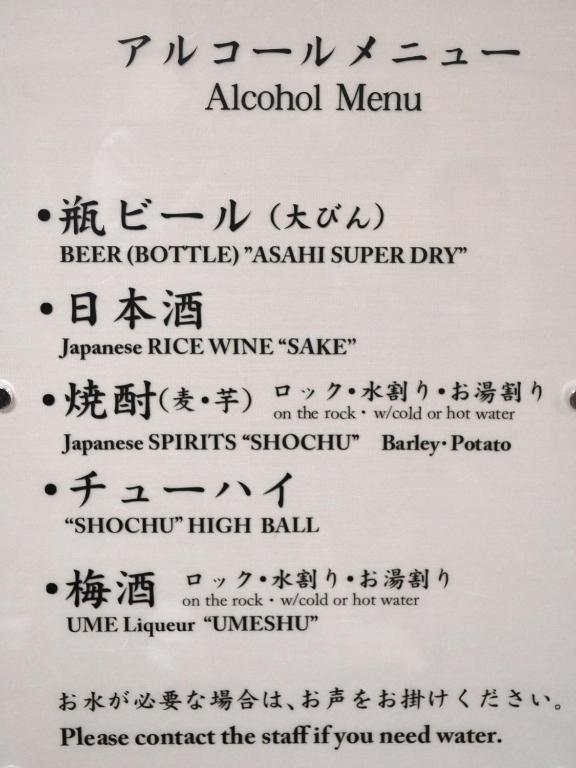 アルコールメニュー
Alcohol Menu
・瓶ビール（大びん）
BEER (BOTTLE) ”ASAHI SUPER DRY”
・日本酒
Japanese RICE WINE “SAKE”
・焼酎（麦・芋） ロック・水割り・お湯割り
on the rock・w/cold or hot water
Japanese SPIRITS “SHOCHU” Barley・Potato
・チューハイ
“SHOCHU” HIGH BALL
・梅酒 ロック・水割り・お湯割り
on the rock・w/cold or hot water
UME Liqueur “UMESHU”
お水が必要な場合は、お声をお掛けください。
Please contact the staff if you need water.